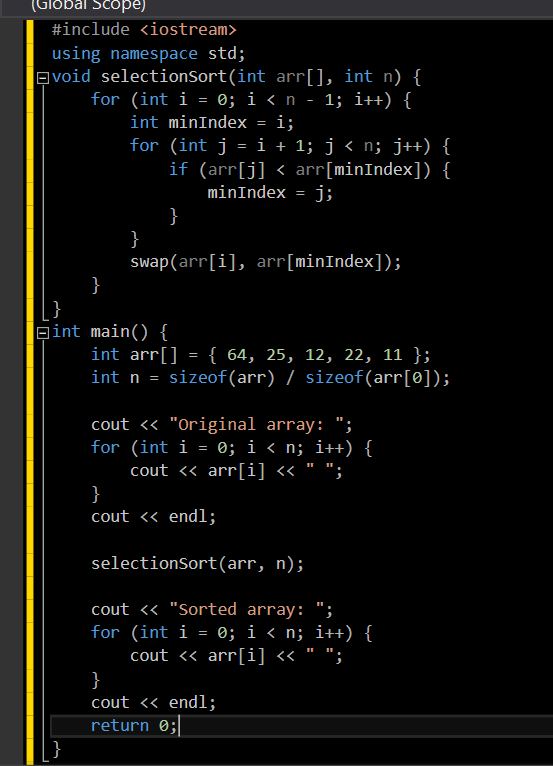 (Global Scope)
#include <iostream>
using namespace std;
void selectionSort(int arr[], int n) {
    for (int i = 0; i < n - 1; i++) {
        int minIndex = i;
        for (int j = i + 1; j < n; j++) {
            if (arr[j] < arr[minIndex]) {
                minIndex = j;
            }
        }
        swap(arr[i], arr[minIndex]);
    }
}
int main() {
    int arr[] = { 64, 25, 12, 22, 11 };
    int n = sizeof(arr) / sizeof(arr[0]);

    cout << "Original array: ";
    for (int i = 0; i < n; i++) {
        cout << arr[i] << " ";
    }
    cout << endl;

    selectionSort(arr, n);

    cout << "Sorted array: ";
    for (int i = 0; i < n; i++) {
        cout << arr[i] << " ";
    }
    cout << endl;
    return 0;
}